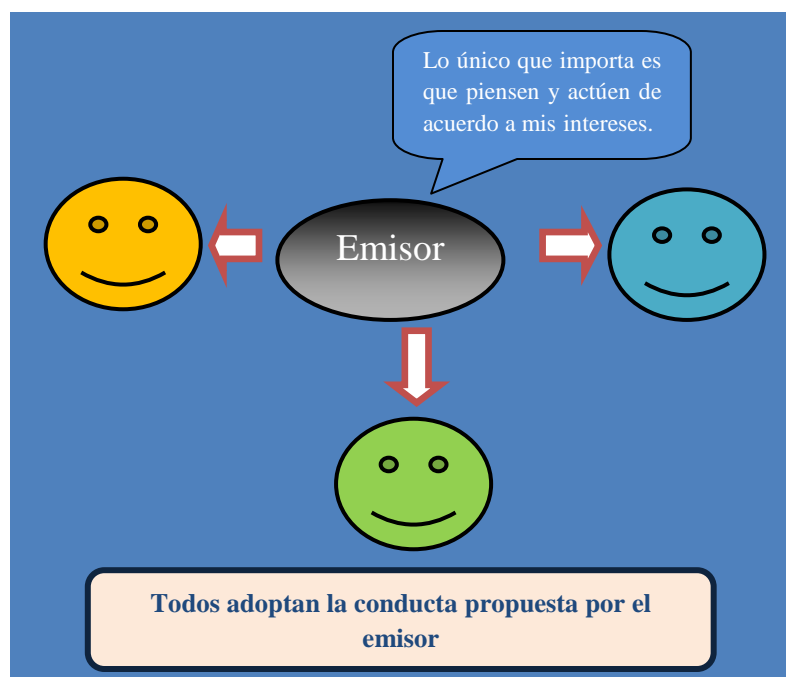 Lo único que importa es
que piensen y actúen de
acuerdo a mis intereses.
Emisor
Todos adoptan la conducta propuesta por el
emisor